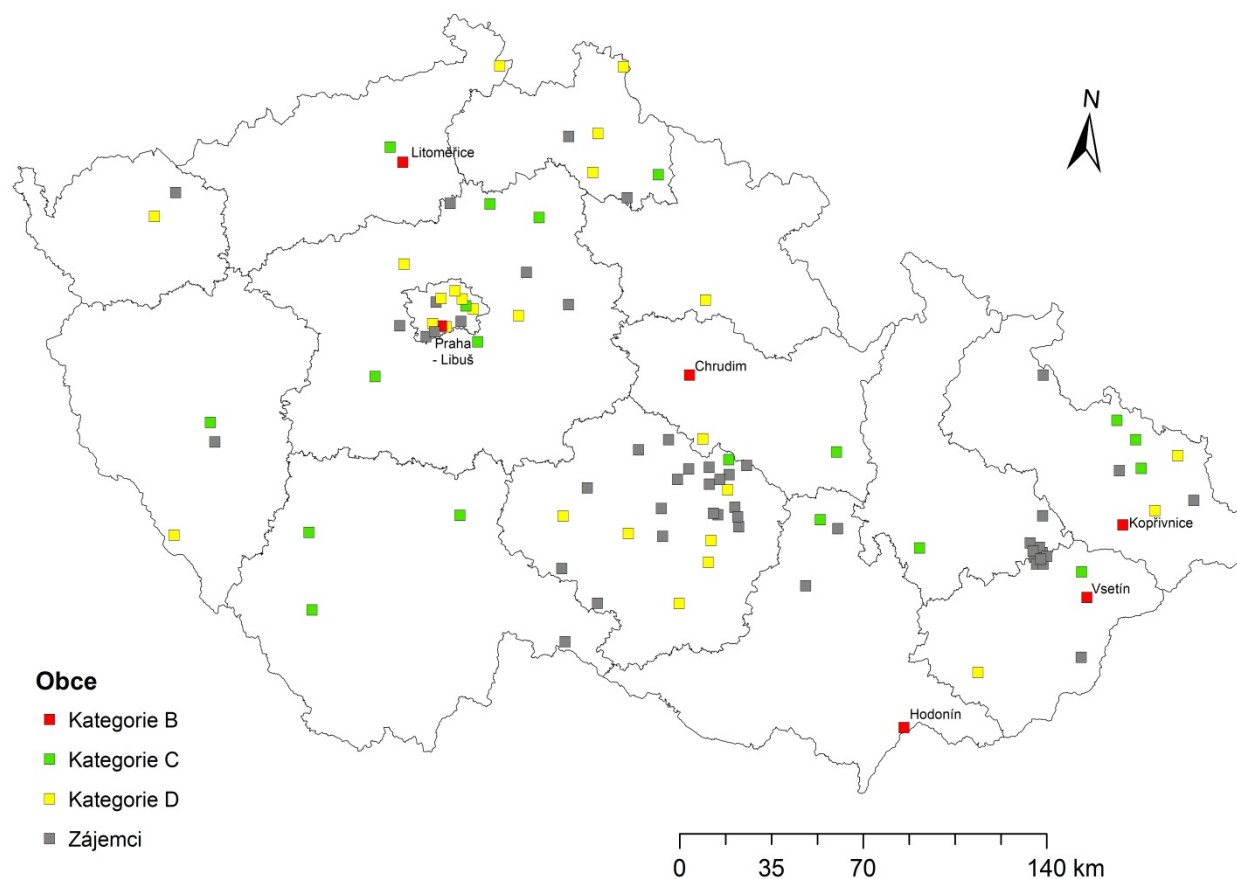 N
Litoměřice
Praha
- Libuš
Chrudim
Kopřivnice
Vsetín
Hodonín
Obce
Kategorie B
Kategorie C
Kategorie D
Zájemci
0 35 70 140 km